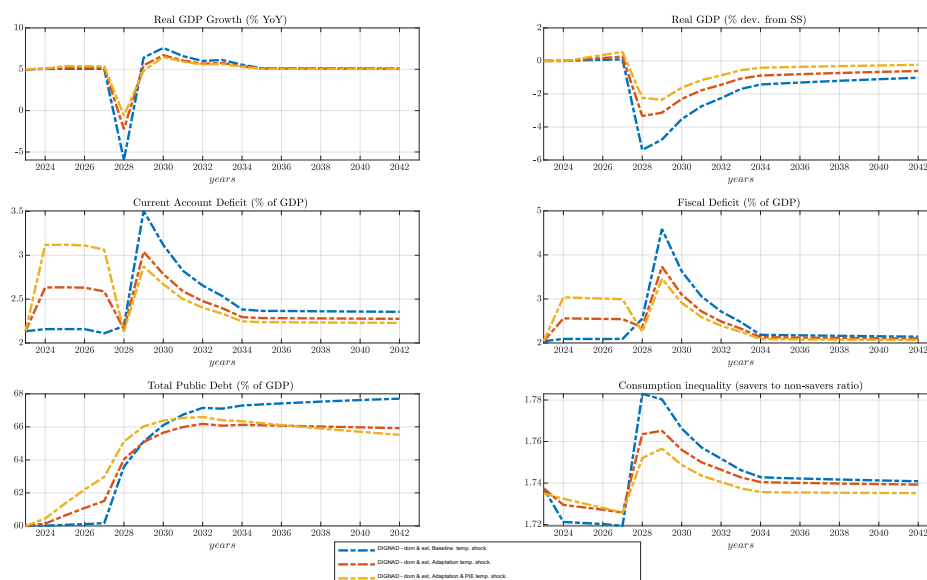 Real GDP Growth (% YoY)
10
5
0
-5
2024 2026 2028 2030 2032 2034 2036 2038 2040 2042
years
Real GDP (% dev. from SS)
2
0
-2
-4
-6
2024 2026 2028 2030 2032 2034 2036 2038 2040 2042
years
Current Account Deficit (% of GDP)
3.5
3
2.5
2
2024 2026 2028 2030 2032 2034 2036 2038 2040 2042
years
Fiscal Deficit (% of GDP)
5
4
3
2
2024 2026 2028 2030 2032 2034 2036 2038 2040 2042
years
Total Public Debt (% of GDP)
68
66
64
62
60
2024 2026 2028 2030 2032 2034 2036 2038 2040 2042
years
Consumption inequality (savers to non-savers ratio)
1.78
1.76
1.74
1.72
2024 2026 2028 2030 2032 2034 2036 2038 2040 2042
years
DIGNAD - dom & ext, Baseline temp. shock.
DIGNAD - dom & ext, Adaptation temp. shock.
DIGNAD - dom & ext, Adaptation & PIE temp. shock.